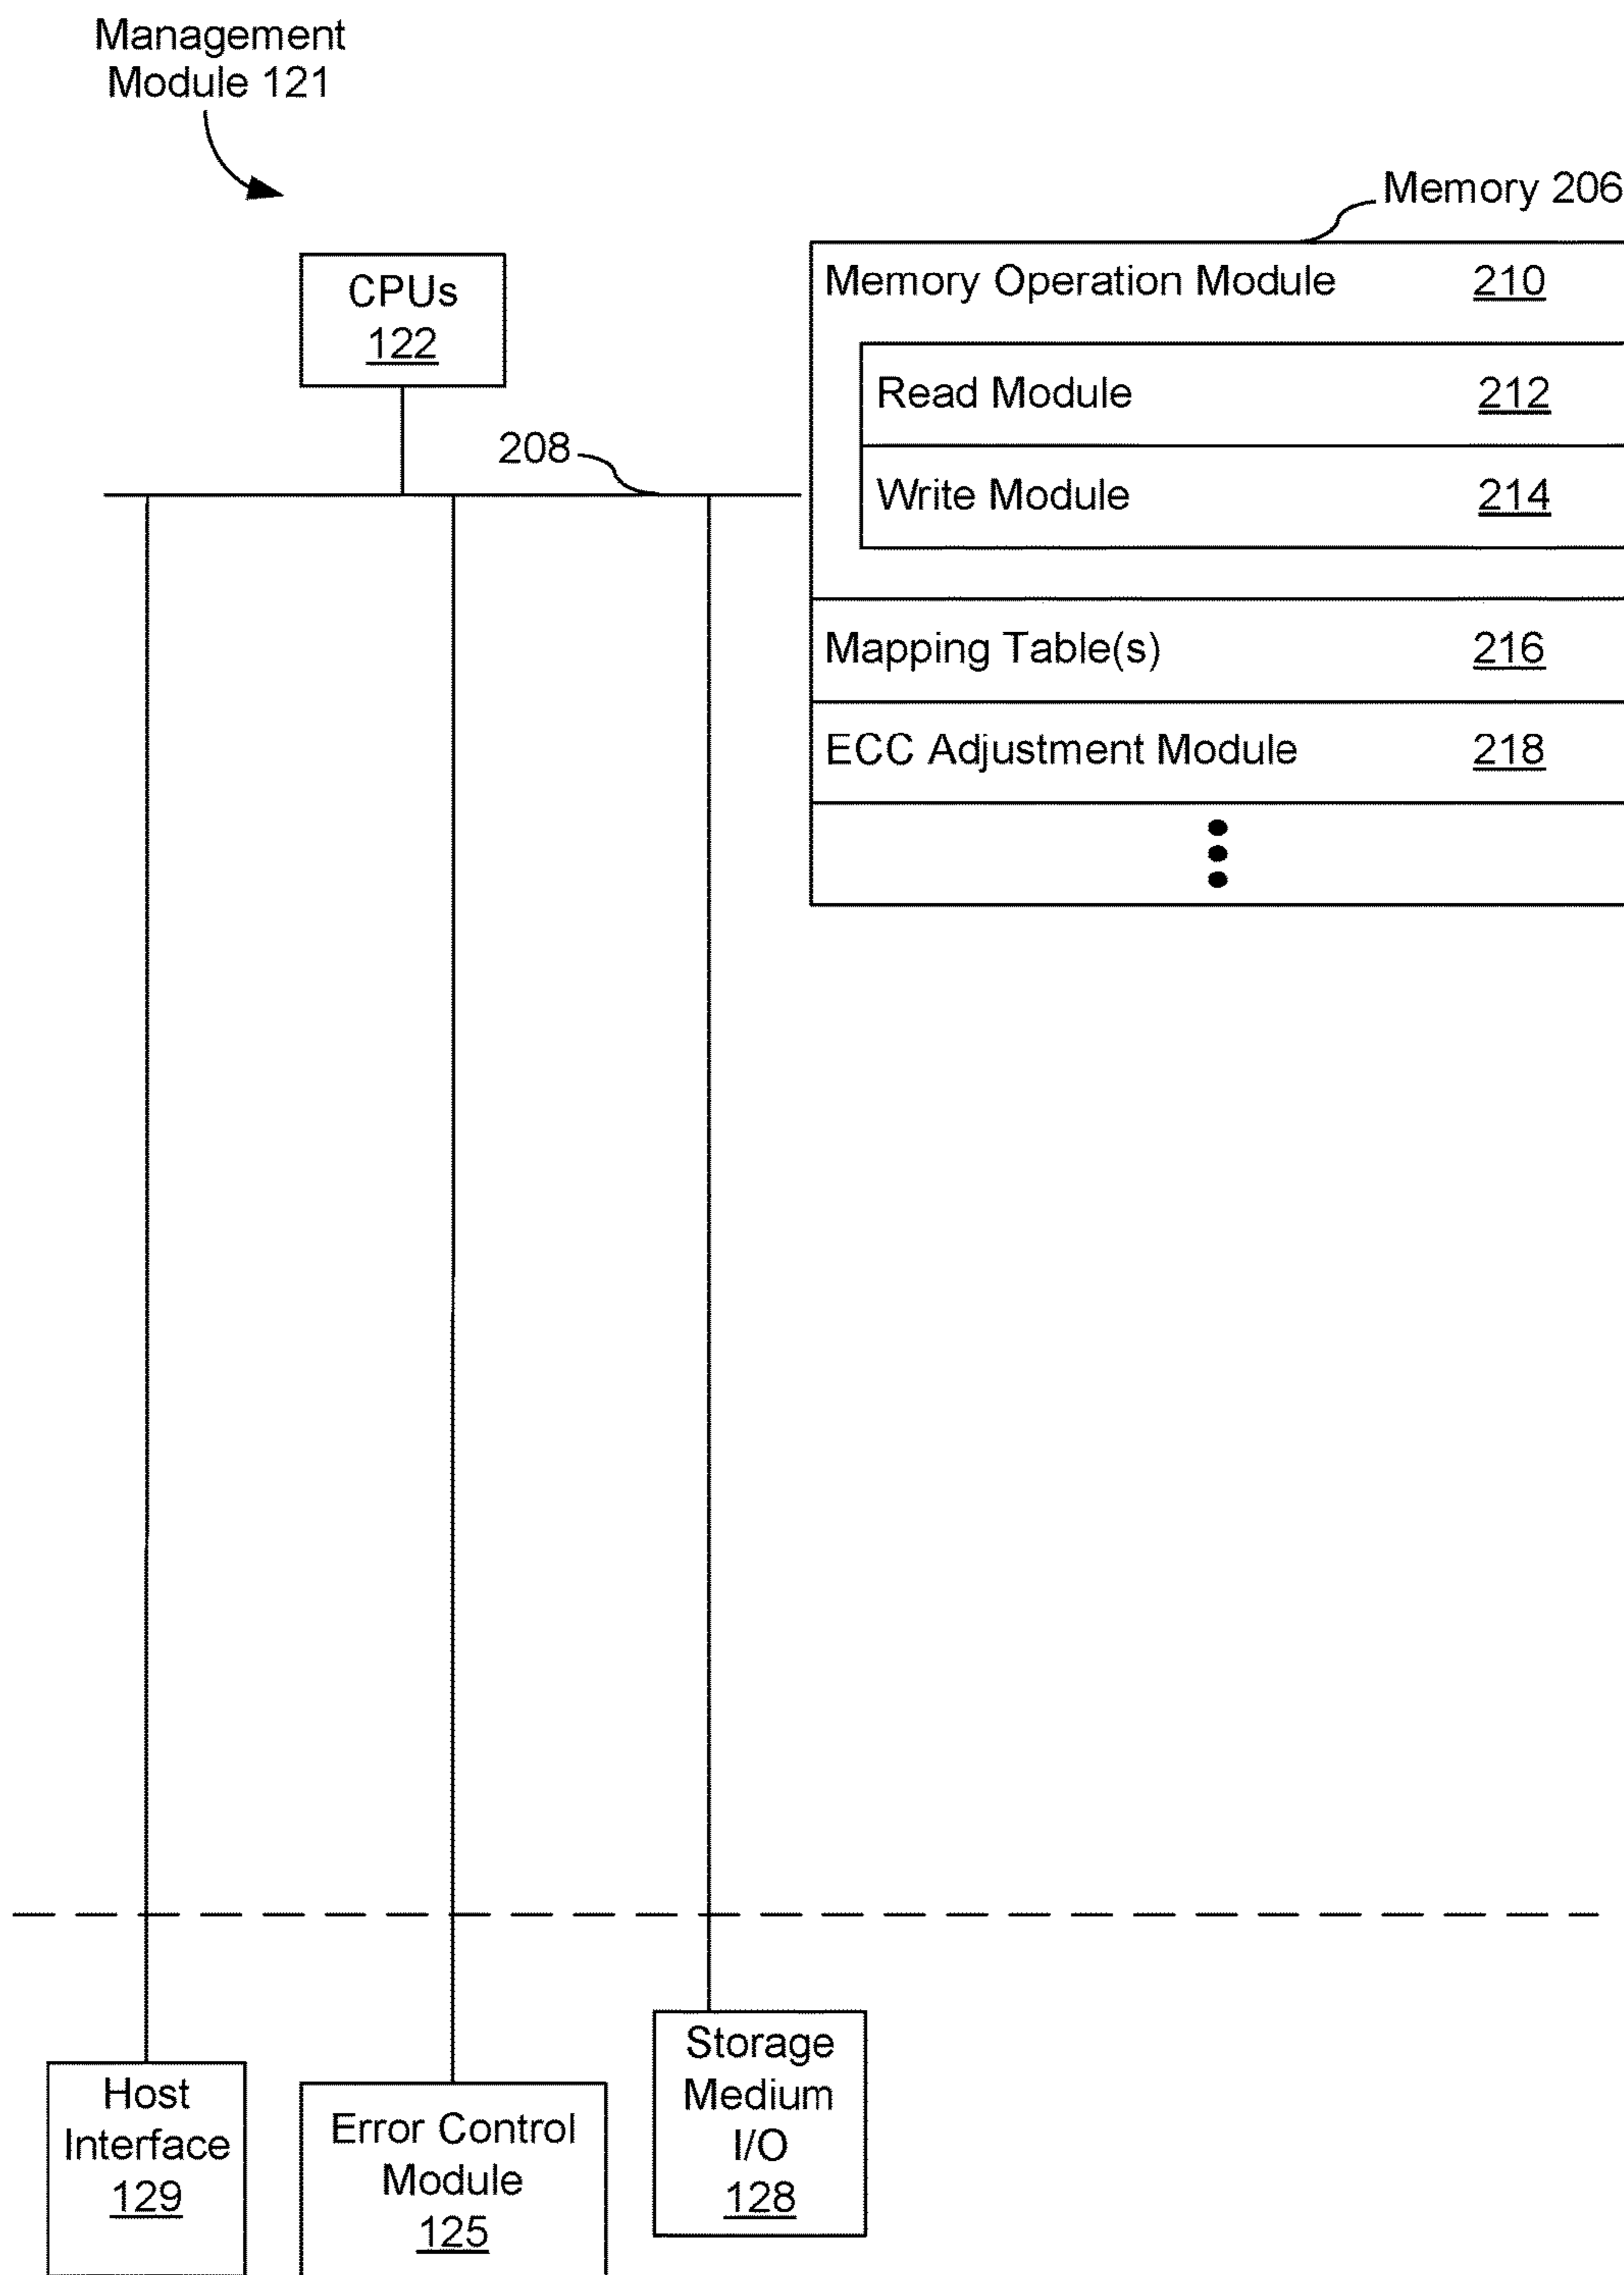 Management
Module 121
Memory 206
CPUs
122
Memory Operation Module 210
Read Module 212
208
Write Module 214
Mapping Table(s) 216
ECC Adjustment Module 218
Storage
Medium
I/O
128
Host
Interface
129
Error Control
Module
125